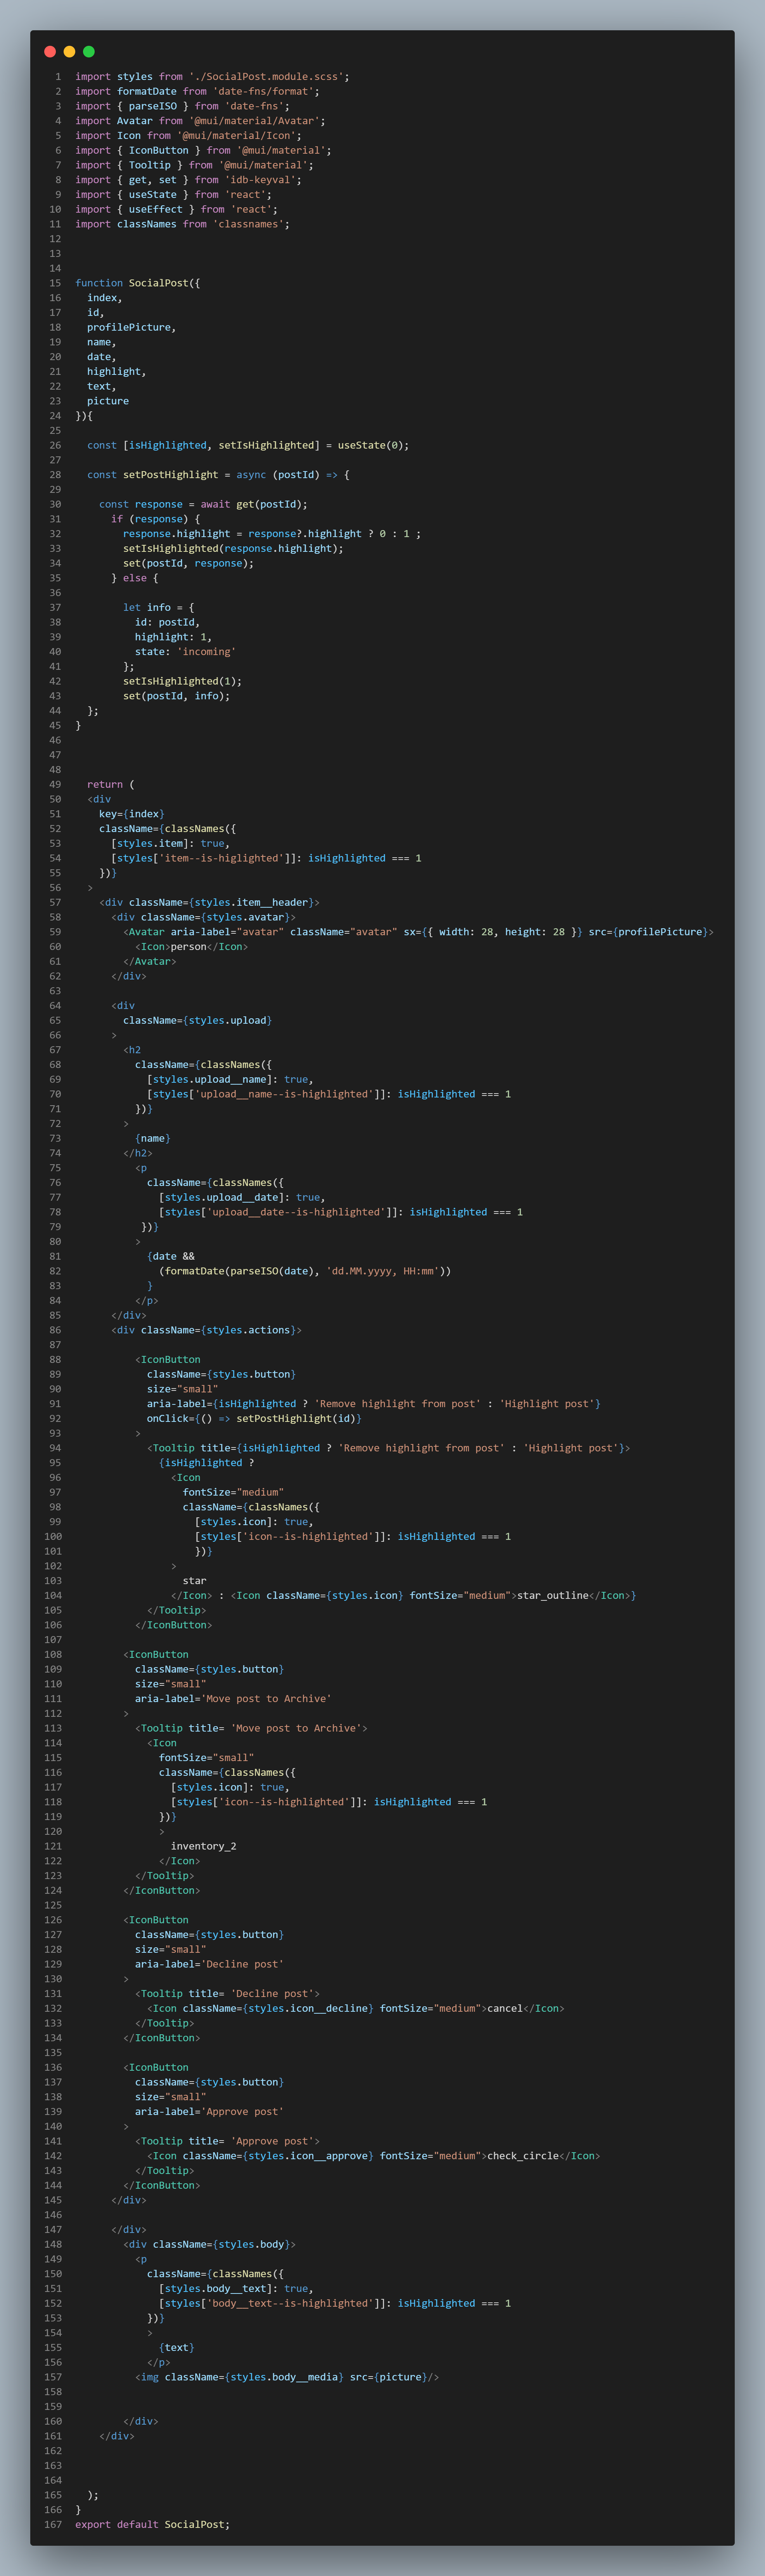 1 import styles from './SocialPost.module.scss';
2 import formatDate from 'date-fns/format';
3 import { parseISO } from 'date-fns';
4 import Avatar from '@mui/material/Avatar';
5 import Icon from '@mui/material/Icon';
6 import { IconButton } from '@mui/material';
7 import { Tooltip } from '@mui/material';
8 import { get, set } from 'idb-keyval';
9 import { useState } from 'react';
10 import { useEffect } from 'react';
11 import classNames from 'classnames';
12
13
14
15 function SocialPost({
16   index,
17   id,
18   profilePicture,
19   name,
20   date,
21   highlight,
22   text,
23   picture
24 }){
25
26   const [isHighlighted, setIsHighlighted] = useState(0);
27
28   const setPostHighlight = async (postId) => {
29
30     const response = await get(postId);
31       if (response) {
32         response.highlight = response?.highlight ? 0 : 1 ;
33         setIsHighlighted(response.highlight);
34         set(postId, response);
35       } else {
36
37         let info = {
38           id: postId,
39           highlight: 1,
40           state: 'incoming'
41         };
42         setIsHighlighted(1);
43         set(postId, info);
44   };
45 }
46
47
48
49   return (
50   <div
51     key={index}
52     className={classNames({
53       [styles.item]: true,
54       [styles['item--is-higlighted']]: isHighlighted === 1
55     })}
56   >
57     <div className={styles.item__header}>
58       <div className={styles.avatar}>
59         <Avatar aria-label="avatar" className="avatar" sx={{ width: 28, height: 28 }} src={profilePicture}>
60           <Icon>person</Icon>
61         </Avatar>
62       </div>
63
64       <div
65         className={styles.upload}
66       >
67         <h2
68           className={classNames({
69             [styles.upload__name]: true,
70             [styles['upload__name--is-highlighted']]: isHighlighted === 1
71           })}
72         >
73           {name}
74         </h2>
75           <p
76             className={classNames({
77               [styles.upload__date]: true,
78               [styles['upload__date--is-highlighted']]: isHighlighted === 1
79            })}
80           >
81             {date &&
82               (formatDate(parseISO(date), 'dd.MM.yyyy, HH:mm'))
83             }
84           </p>
85       </div>
86       <div className={styles.actions}>
87
88           <IconButton
89             className={styles.button}
90             size="small"
91             aria-label={isHighlighted ? 'Remove highlight from post' : 'Highlight post'}
92             onClick={() => setPostHighlight(id)}
93           >
94             <Tooltip title={isHighlighted ? 'Remove highlight from post' : 'Highlight post'}>
95               {isHighlighted ?
96                 <Icon
97                   fontSize="medium"
98                   className={classNames({
99                     [styles.icon]: true,
100                     [styles['icon--is-highlighted']]: isHighlighted === 1
101                     })}
102                 >
103                   star
104                 </Icon> : <Icon className={styles.icon} fontSize="medium">star_outline</Icon>}
105             </Tooltip>
106           </IconButton>
107
108         <IconButton
109           className={styles.button}
110           size="small"
111           aria-label='Move post to Archive'
112         >
113           <Tooltip title= 'Move post to Archive'>
114             <Icon
115               fontSize="small"
116               className={classNames({
117                 [styles.icon]: true,
118                 [styles['icon--is-highlighted']]: isHighlighted === 1
119               })}
120               >
121                 inventory_2
122               </Icon>
123           </Tooltip>
124         </IconButton>
125
126         <IconButton
127           className={styles.button}
128           size="small"
129           aria-label='Decline post'
130         >
131           <Tooltip title= 'Decline post'>
132             <Icon className={styles.icon__decline} fontSize="medium">cancel</Icon>
133           </Tooltip>
134         </IconButton>
135
136         <IconButton
137           className={styles.button}
138           size="small"
139           aria-label='Approve post'
140         >
141           <Tooltip title= 'Approve post'>
142             <Icon className={styles.icon__approve} fontSize="medium">check_circle</Icon>
143           </Tooltip>
144         </IconButton>
145       </div>
146
147       </div>
148         <div className={styles.body}>
149           <p
150             className={classNames({
151               [styles.body__text]: true,
152               [styles['body__text--is-highlighted']]: isHighlighted === 1
153             })}
154             >
155               {text}
156             </p>
157           <img className={styles.body__media} src={picture}/>
158
159
160         </div>
161     </div>
162
163
164
165   );
166 }
167 export default SocialPost;